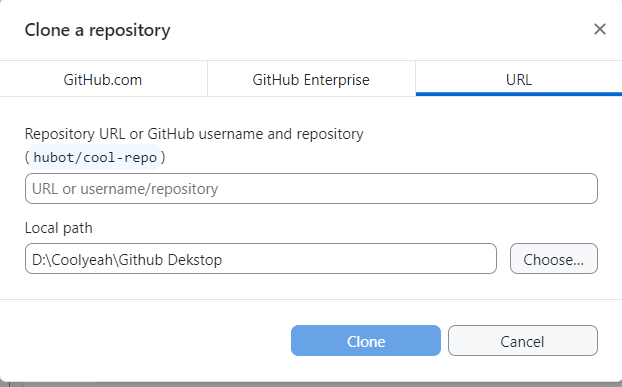 Clone a repository
GitHub.com
GitHub Enterprise
URL
Repository URL or GitHub username and repository
(hubot/cool-repo)
URL or username/repository
Local path
D:\Coolyeah\Github Dekstop
Choose...
Clone
Cancel